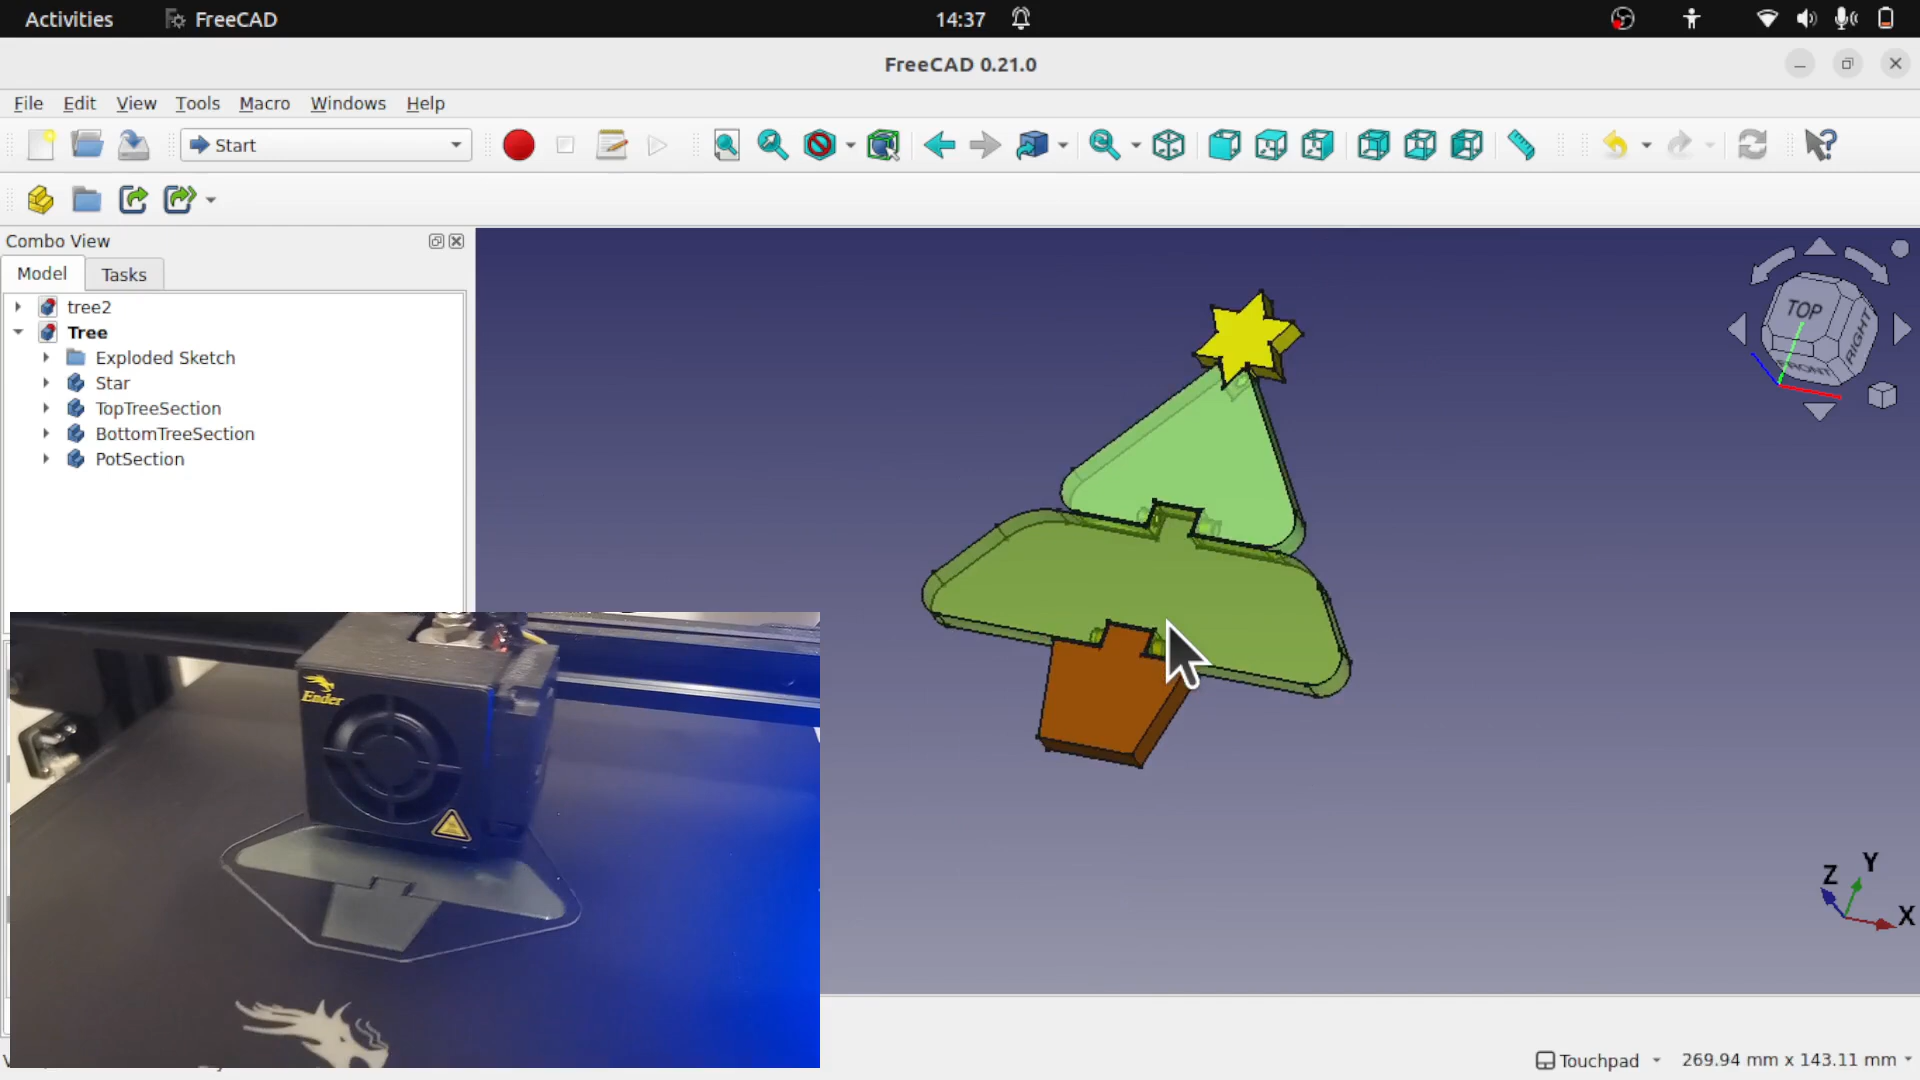 Activities FreeCAD 14:37
FreeCAD 0.21.0
File Edit View Tools Macro Windows Help
Start
Combo View
Model Tasks
tree2
Tree
Exploded Sketch
Star
TopTreeSection
BottomTreeSection
PotSection
TOP
RIGHT
FRONT
Ender
Z Y X
Touchpad 269.94 mm x 143.11 mm